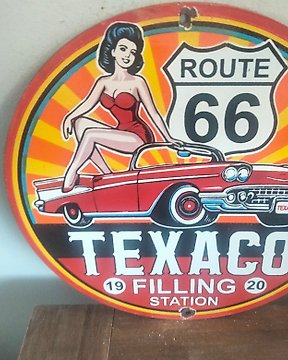 ROUTE
66
TEXACO
19 FILLING 20
STATION